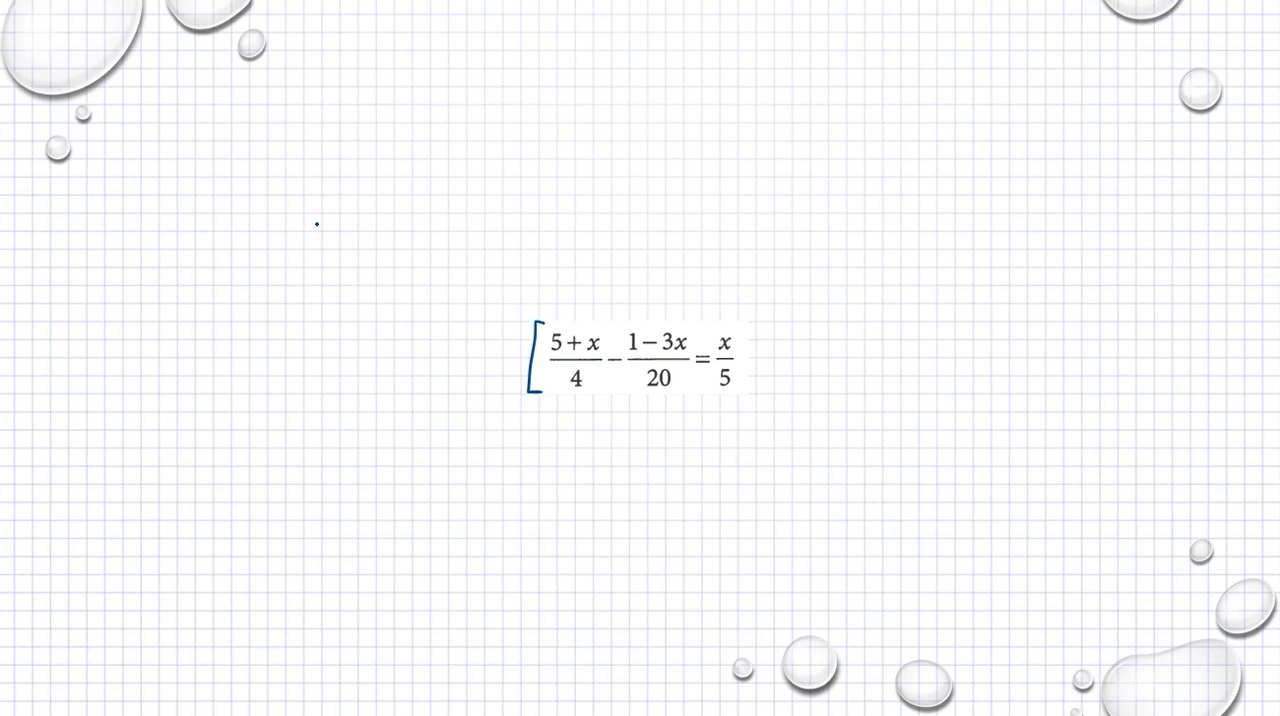 [ (5 + x)/4 − (1 − 3x)/20 = x/5